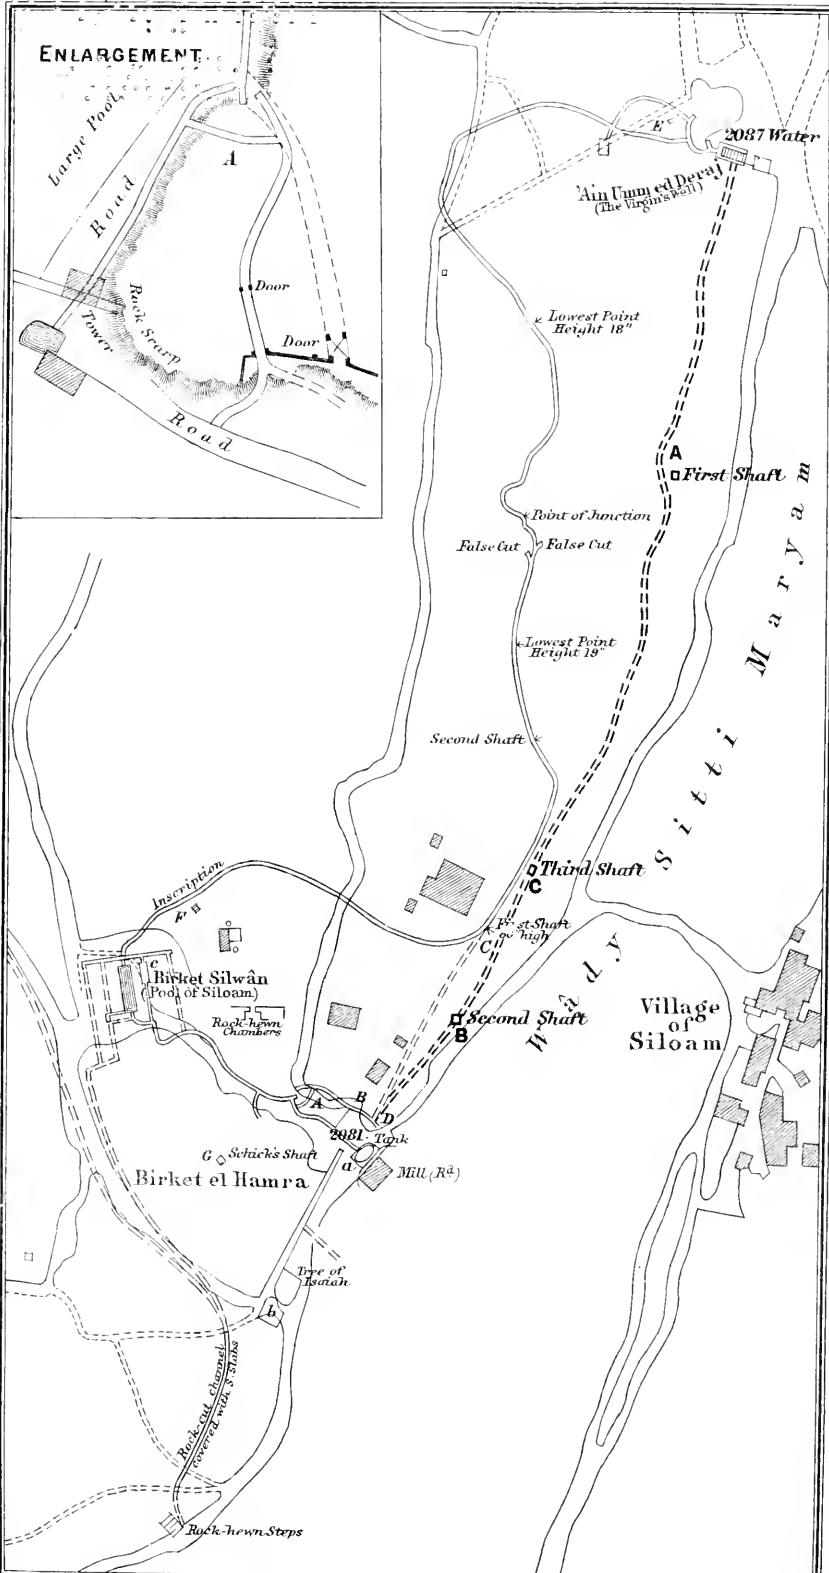 ENLARGEMENT
Large Pool
Road
A
Tower
Rock Scarp
Door
Door
Road
E
2087 Water
'Ain Umm ed Deraj
(The Virgin's Well)
Lowest Point
Height 18"
A
First Shaft
Point of Junction
False Cut
False Cut
Lowest Point
Height 19"
Second Shaft
Wâdy Sitti Maryam
Third Shaft
C
Inscription
F
First Shaft
high
C
c
Birket Silwân
(Pool of Siloam)
Rock-hewn
Chambers
Second Shaft
B
Village
of
Siloam
A
B
D
2081
Tank
G
Schick's Shaft
a
Mill (Rd)
Birket el Hamra
Tree of
Isaiah
b
Rock-cut channel
covered with S. Slabs
Rock-hewn Steps